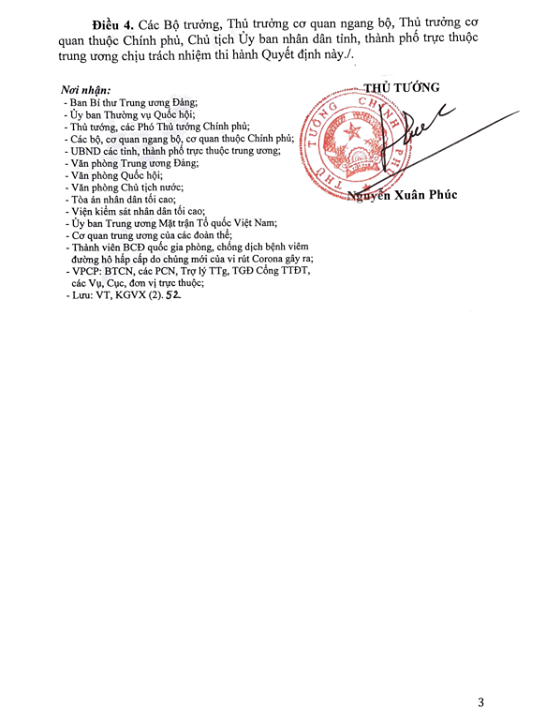 Điều 4. Các Bộ trưởng, Thủ trưởng cơ quan ngang bộ, Thủ trưởng cơ
quan thuộc Chính phủ, Chủ tịch Ủy ban nhân dân tỉnh, thành phố trực thuộc
trung ương chịu trách nhiệm thi hành Quyết định này./.
Nơi nhận:
- Ban Bí thư Trung ương Đảng;
- Ủy ban Thường vụ Quốc hội;
- Thủ tướng, các Phó Thủ tướng Chính phủ;
- Các bộ, cơ quan ngang bộ, cơ quan thuộc Chính phủ;
- UBND các tỉnh, thành phố trực thuộc trung ương;
- Văn phòng Trung ương Đảng;
- Văn phòng Quốc hội;
- Văn phòng Chủ tịch nước;
- Tòa án nhân dân tối cao;
- Viện kiểm sát nhân dân tối cao;
- Ủy ban Trung ương Mặt trận Tổ quốc Việt Nam;
- Cơ quan trung ương của các đoàn thể;
- Thành viên BCĐ quốc gia phòng, chống dịch bệnh viêm
đường hô hấp cấp do chủng mới của vi rút Corona gây ra;
- VPCP: BTCN, các PCN, Trợ lý TTg, TGĐ Cổng TTĐT,
các Vụ, Cục, đơn vị trực thuộc;
- Lưu: VT, KGVX (2). 52
THỦ TƯỚNG
THỦ TƯỚNG CHÍNH PHỦ
Nguyễn Xuân Phúc
3